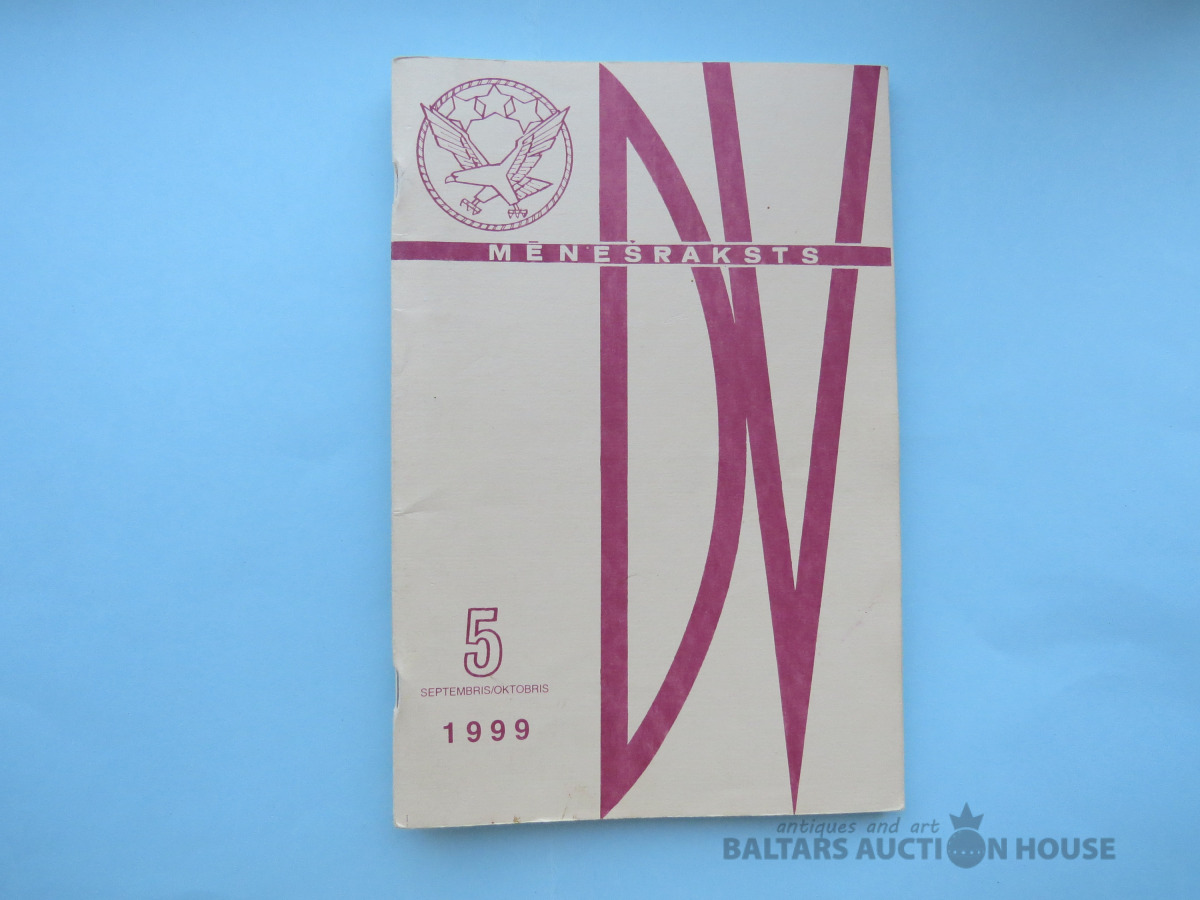 DV
MĒNEŠRAKSTS
5
SEPTEMBRIS/OKTOBRIS
1999
antiques and art
BALTARS AUCTION HOUSE